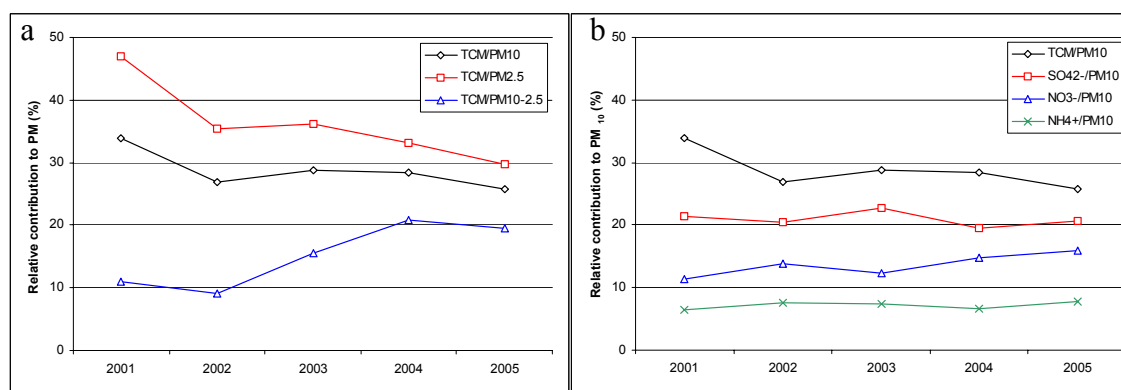 a
Relative contribution to PM (%)
50
40
30
20
10
0
2001 2002 2003 2004 2005
TCM/PM10
TCM/PM2.5
TCM/PM10-2.5
b
Relative contribution to PM 10 (%)
50
40
30
20
10
0
2001 2002 2003 2004 2005
TCM/PM10
SO42-/PM10
NO3-/PM10
NH4+/PM10